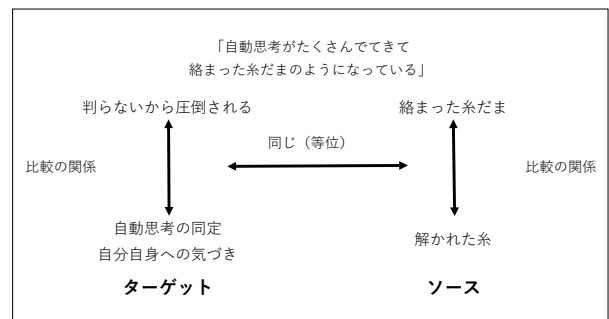 「自動思考がたくさんでてきて
絡まった糸だまのようになっている」
判らないから圧倒される
絡まった糸だま
同じ（等位）
比較の関係
比較の関係
自動思考の同定
自分自身への気づき
解かれた糸
ターゲット
ソース